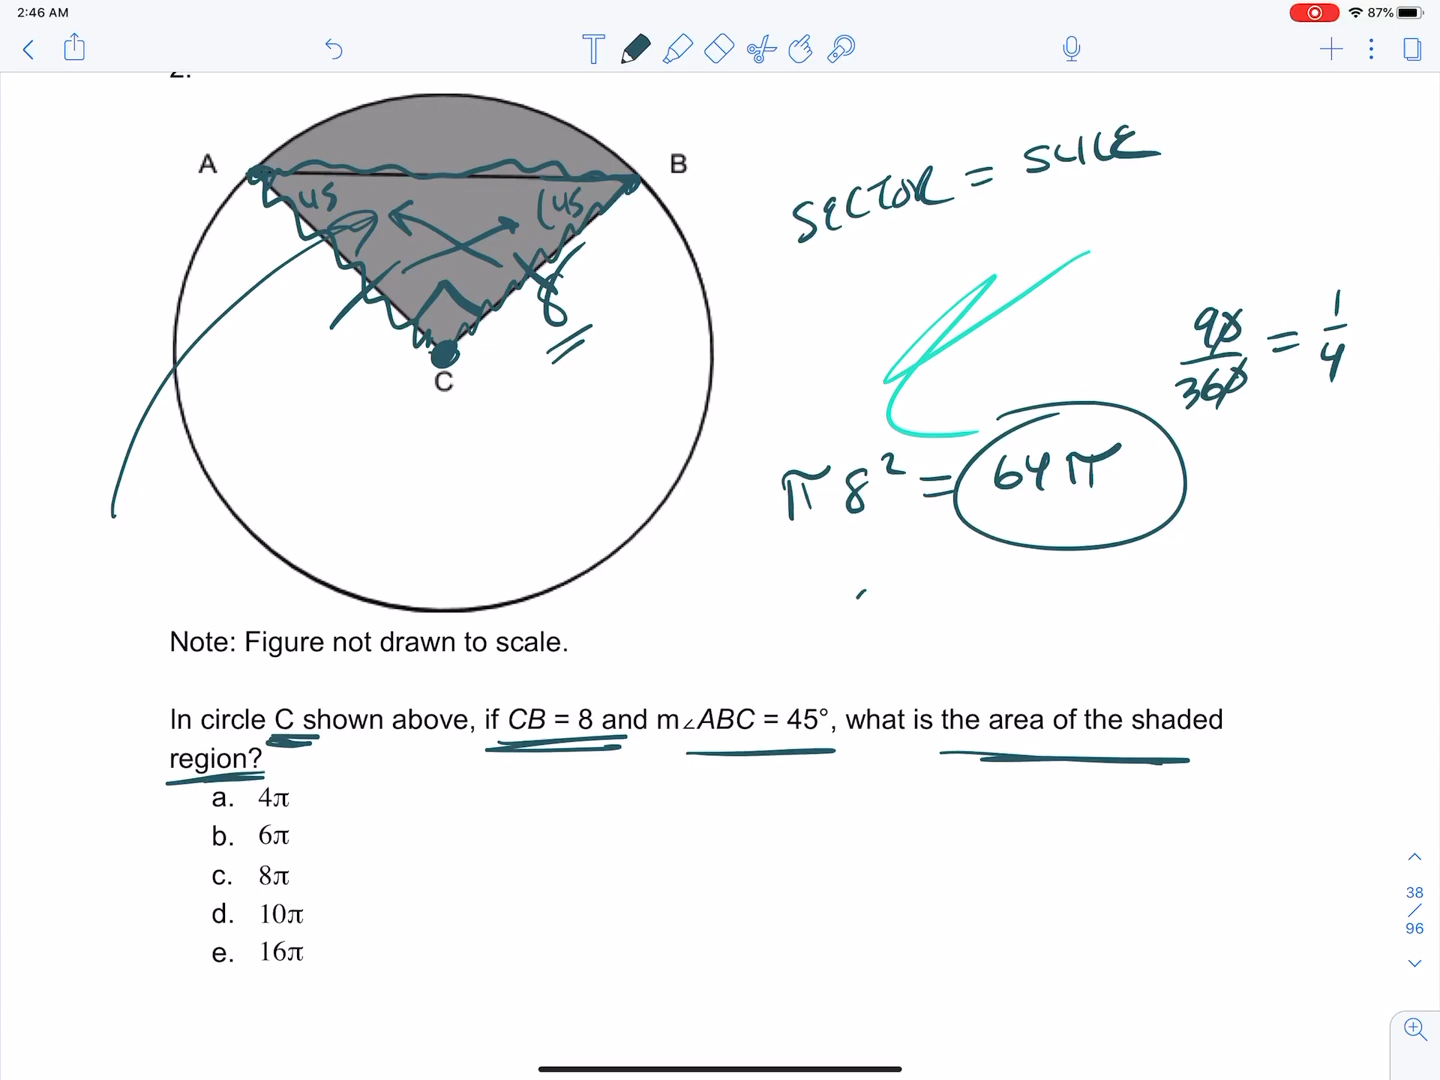 2:46 AM
87%
T
2.
A
B
45
45
8
C
SECTOR = SLICE
90/360 = 1/4
π 8² = 64π
Note: Figure not drawn to scale.
In circle C shown above, if CB = 8 and m∠ABC = 45°, what is the area of the shaded
region?
a. 4π
b. 6π
c. 8π
d. 10π
e. 16π
38
/
96